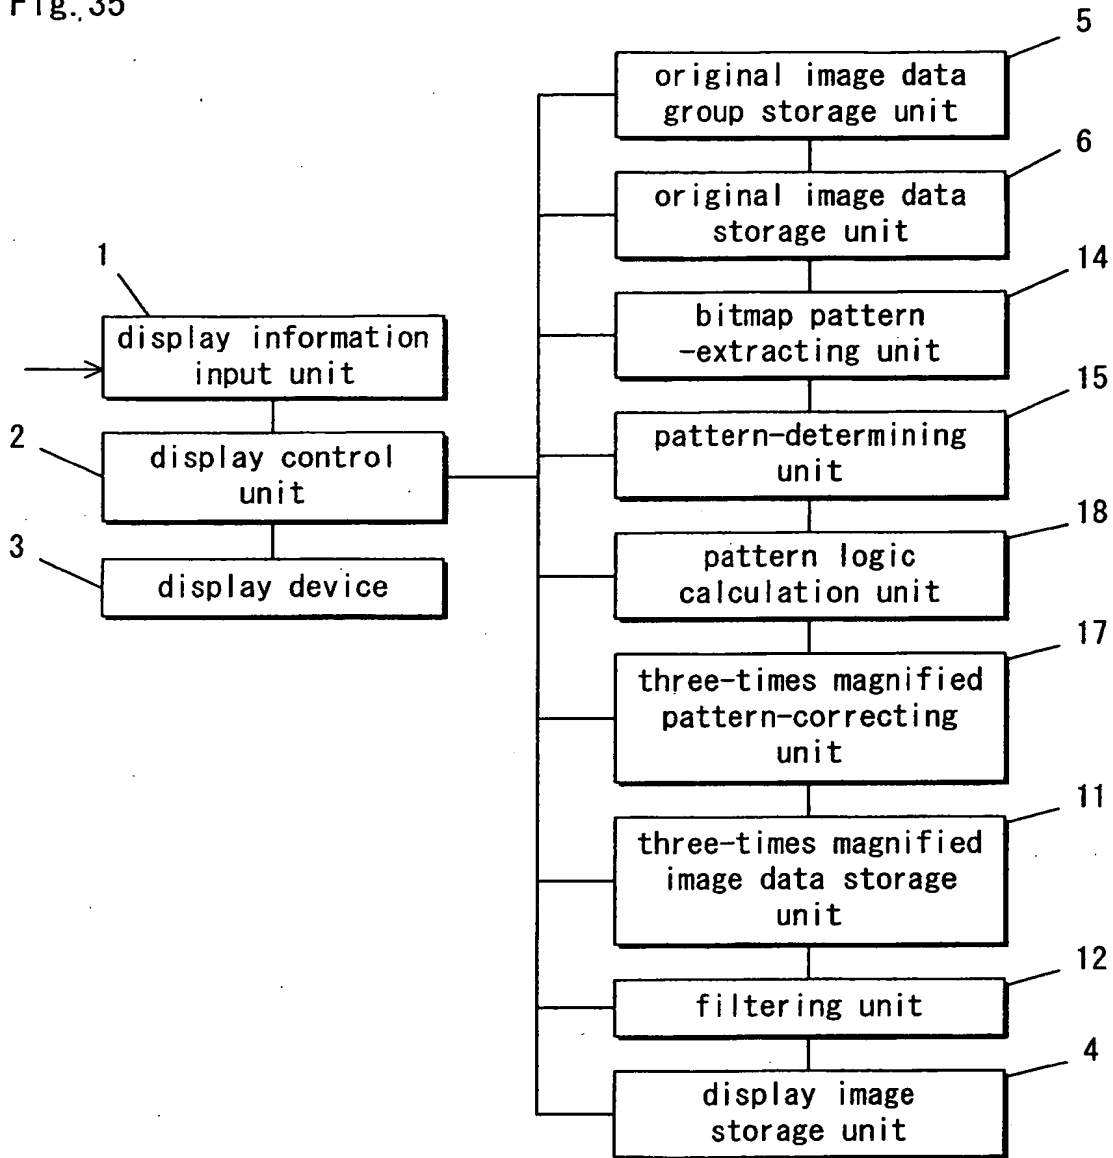 Fig. 35
5
original image data
group storage unit
6
original image data
storage unit
14
bitmap pattern
-extracting unit
15
pattern-determining
unit
18
pattern logic
calculation unit
17
three-times magnified
pattern-correcting
unit
11
three-times magnified
image data storage
unit
12
filtering unit
4
display image
storage unit
1
display information
input unit
2
display control
unit
3
display device